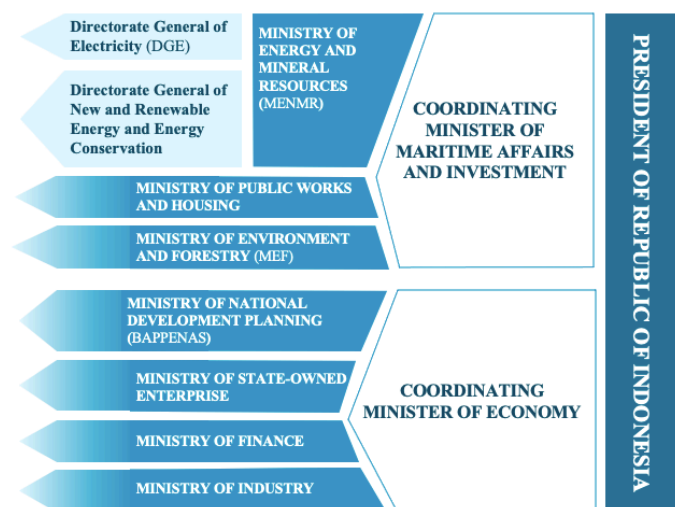 Directorate General of
Electricity (DGE)
Directorate General of
New and Renewable
Energy and Energy
Conservation
MINISTRY OF
ENERGY AND
MINERAL
RESOURCES
(MENMR)
MINISTRY OF PUBLIC WORKS
AND HOUSING
MINISTRY OF ENVIRONMENT
AND FORESTRY (MEF)
COORDINATING
MINISTER OF
MARITIME AFFAIRS
AND INVESTMENT
MINISTRY OF NATIONAL
DEVELOPMENT PLANNING
(BAPPENAS)
MINISTRY OF STATE-OWNED
ENTERPRISE
MINISTRY OF FINANCE
MINISTRY OF INDUSTRY
COORDINATING
MINISTER OF ECONOMY
PRESIDENT OF REPUBLIC OF INDONESIA